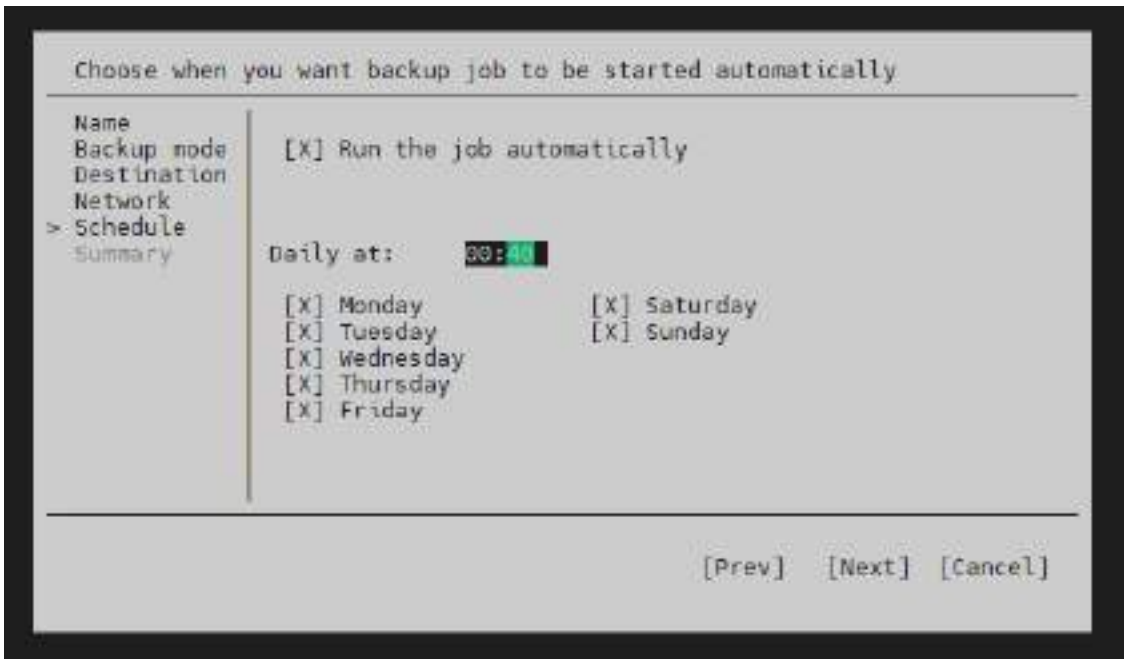 Choose when you want backup job to be started automatically
Name
Backup mode
Destination
Network
> Schedule
Summary
[X] Run the job automatically
Daily at: 00:40
[X] Monday
[X] Tuesday
[X] Wednesday
[X] Thursday
[X] Friday
[X] Saturday
[X] Sunday
[Prev] [Next] [Cancel]